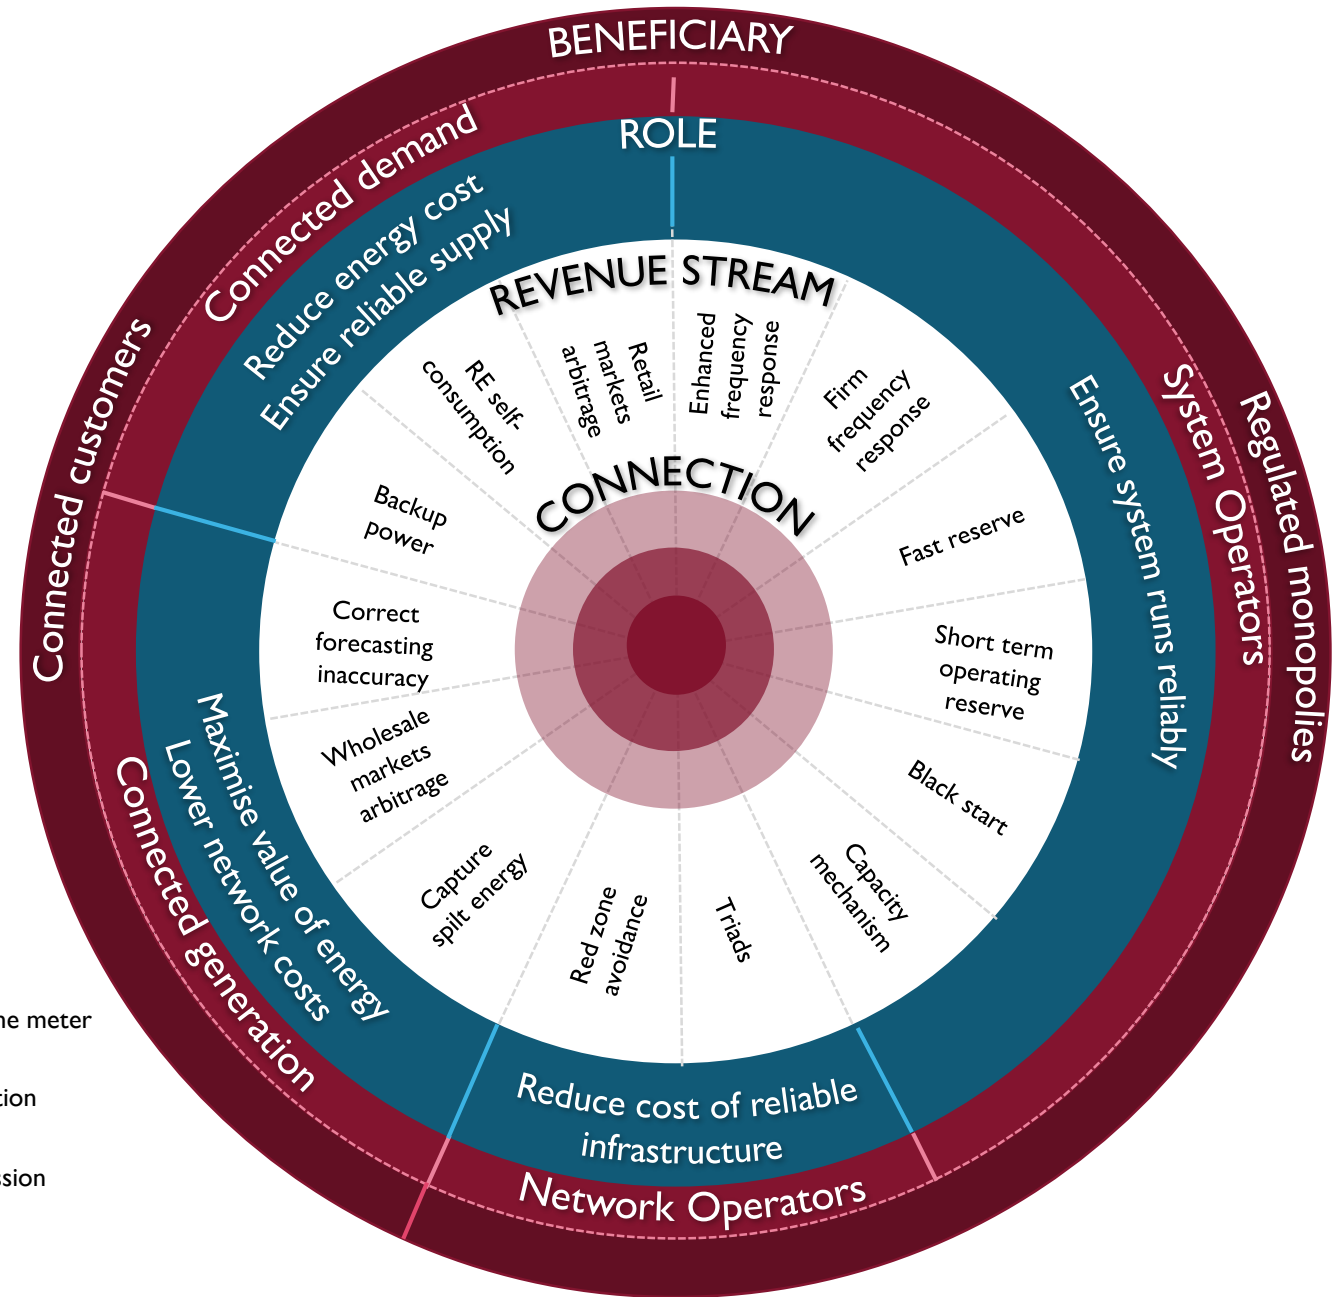 BENEFICIARY
ROLE
REVENUE STREAM
CONNECTION
Connected customers
Regulated monopolies
Connected demand
System Operators
Network Operators
Connected generation
Reduce energy cost
Ensure reliable supply
Ensure system runs reliably
Reduce cost of reliable
infrastructure
Maximise value of energy
Lower network costs
Enhanced
frequency
response
Firm
frequency
response
Fast reserve
Short term
operating
reserve
Black start
Capacity
mechanism
Triads
Red zone
avoidance
Capture
spilt energy
Wholesale
markets
arbitrage
Correct
forecasting
inaccuracy
Backup
power
RE self-
consumption
Retail
markets
arbitrage
meter